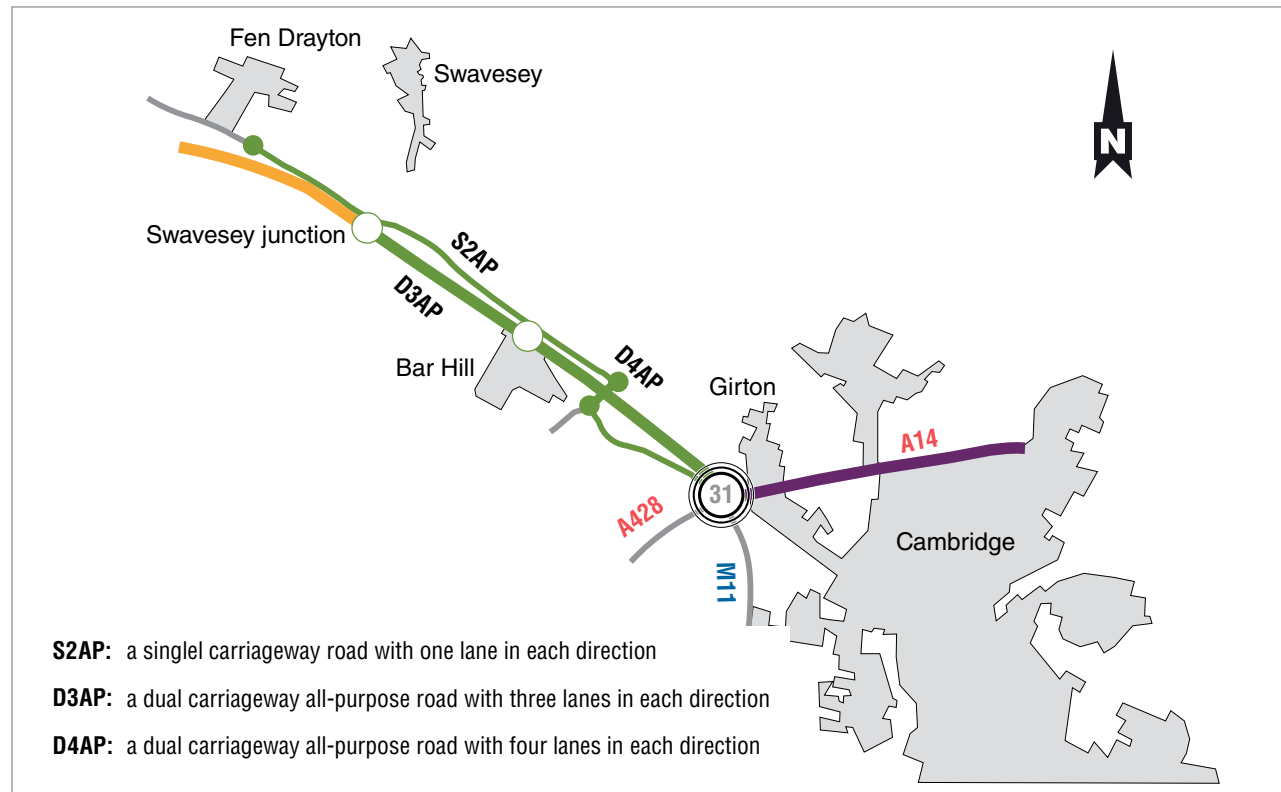 Fen Drayton
Swavesey
N
Swavesey junction
S2AP
D3AP
Bar Hill
D4AP
Girton
A14
31
A428
Cambridge
M11
S2AP: a singlel carriageway road with one lane in each direction
D3AP: a dual carriageway all-purpose road with three lanes in each direction
D4AP: a dual carriageway all-purpose road with four lanes in each direction